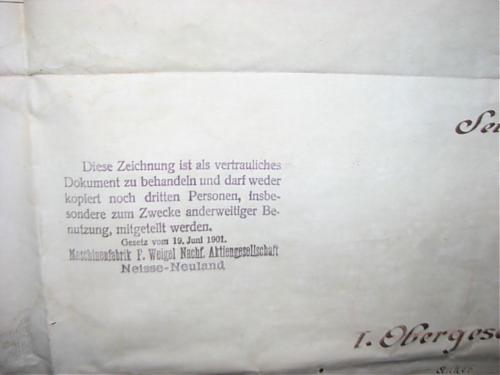 Diese Zeichnung ist als vertrauliches
Dokument zu behandeln und darf weder
kopiert noch dritten Personen, insbe-
sondere zum Zwecke anderweitiger Be-
nutzung, mitgeteilt werden.
Gesetz vom 19. Juni 1901.
Maschinenfabrik F. Weigel Nachf. Aktiengesellschaft
Neisse-Neuland
I. Oberges